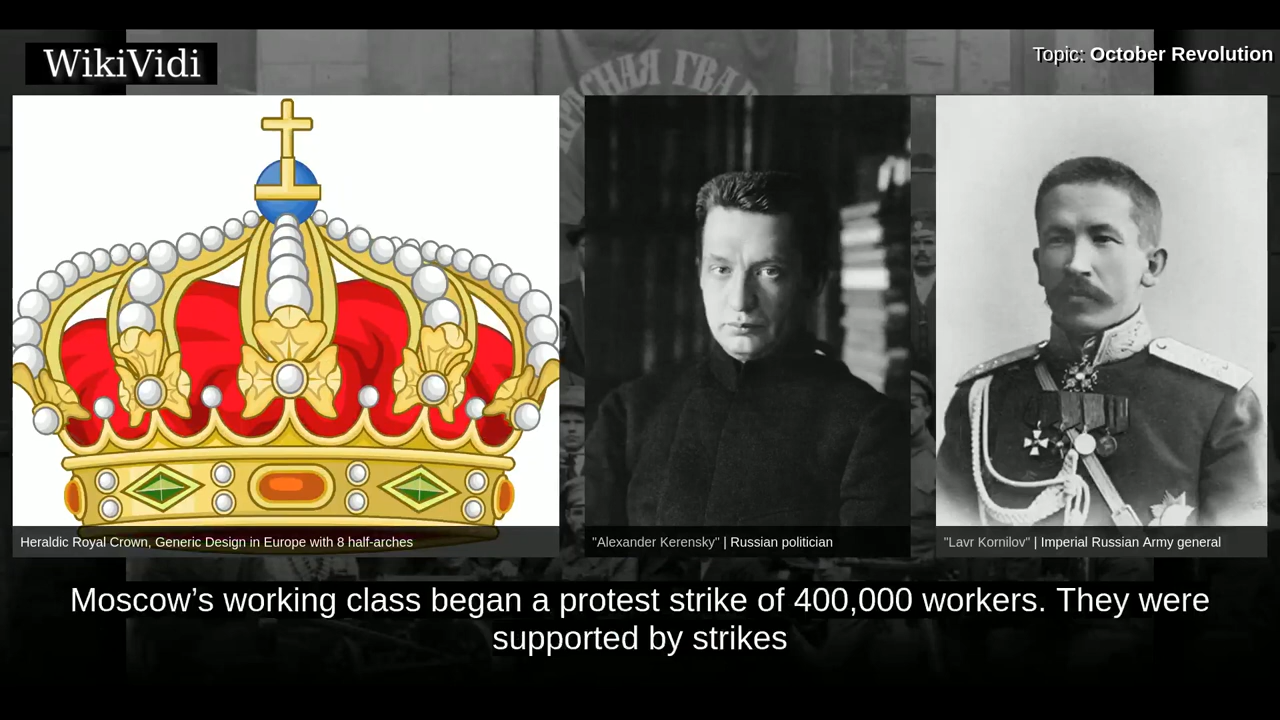 WikiVidi
Topic: October Revolution
КРАСНАЯ ГВАР
Heraldic Royal Crown, Generic Design in Europe with 8 half-arches
"Alexander Kerensky" | Russian politician
"Lavr Kornilov" | Imperial Russian Army general
Moscow’s working class began a protest strike of 400,000 workers. They were
supported by strikes